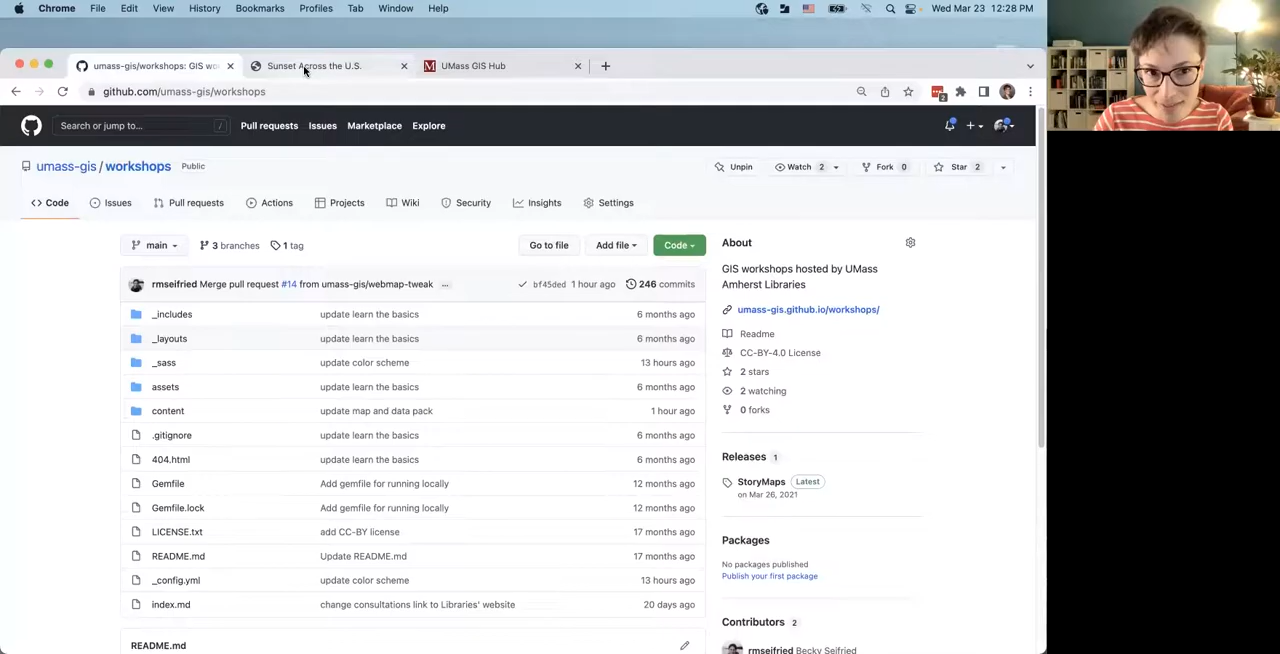 Chrome File Edit View History Bookmarks Profiles Tab Window Help Wed Mar 23 12:28 PM
umass-gis/workshops: GIS wo Sunset Across the U.S. UMass GIS Hub
github.com/umass-gis/workshops 2
Search or jump to... / Pull requests Issues Marketplace Explore
umass-gis / workshops Public Unpin Watch 2 Fork 0 Star 2
Code Issues Pull requests Actions Projects Wiki Security Insights Settings
main 3 branches 1 tag Go to file Add file Code
rmseifried Merge pull request #14 from umass-gis/webmap-tweak ... bf45ded 1 hour ago 246 commits
_includes update learn the basics 6 months ago
_layouts update learn the basics 6 months ago
_sass update color scheme 13 hours ago
assets update learn the basics 6 months ago
content update map and data pack 1 hour ago
.gitignore update learn the basics 6 months ago
404.html update learn the basics 6 months ago
Gemfile Add gemfile for running locally 12 months ago
Gemfile.lock Add gemfile for running locally 12 months ago
LICENSE.txt add CC-BY license 17 months ago
README.md Update README.md 17 months ago
_config.yml update color scheme 13 hours ago
index.md change consultations link to Libraries' website 20 days ago
README.md
About
GIS workshops hosted by UMass
Amherst Libraries
umass-gis.github.io/workshops/
Readme
CC-BY-4.0 License
2 stars
2 watching
0 forks
Releases 1
StoryMaps Latest
on Mar 26, 2021
Packages
No packages published
Publish your first package
Contributors 2
rmseifried Becky Seifried